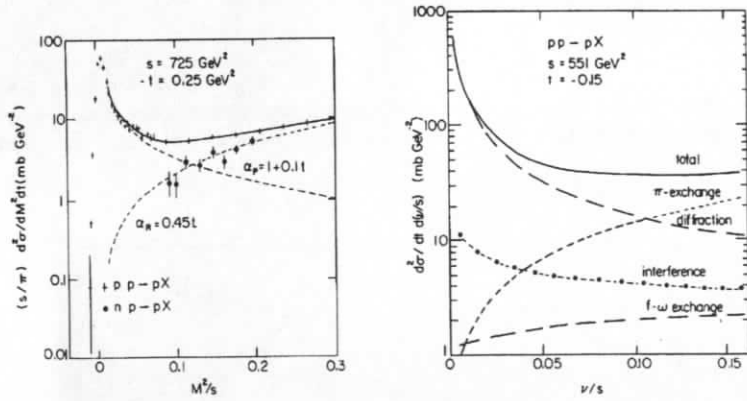 (s/π) d²σ/dM²dt (mb GeV⁻²)
100
10
1
0.1
0.01
s = 725 GeV²
- t = 0.25 GeV²
α_P = 1+0.1t
α_R = 0.45t
p p → pX
n p → pX
0
0.1
0.2
0.3
M²/s
d²σ/dt d(ν/s) (mb GeV⁻²)
1000
100
10
1
pp → pX
s = 551 GeV²
t = -0.15
total
π-exchange
diffraction
interference
f-ω exchange
0.00
0.05
0.10
0.15
ν/s